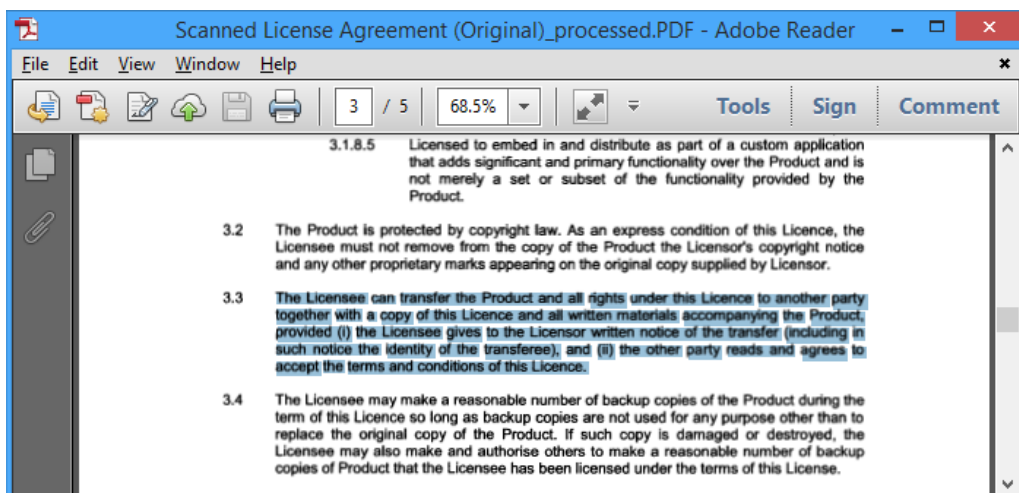 Scanned License Agreement (Original)_processed.PDF - Adobe Reader
File Edit View Window Help
3 / 5 68.5% Tools Sign Comment
3.1.8.5 Licensed to embed in and distribute as part of a custom application
that adds significant and primary functionality over the Product and is
not merely a set or subset of the functionality provided by the
Product.
3.2 The Product is protected by copyright law. As an express condition of this Licence, the
Licensee must not remove from the copy of the Product the Licensor's copyright notice
and any other proprietary marks appearing on the original copy supplied by Licensor.
3.3 The Licensee can transfer the Product and all rights under this Licence to another party
together with a copy of this Licence and all written materials accompanying the Product,
provided (i) the Licensee gives to the Licensor written notice of the transfer (including in
such notice the identity of the transferee), and (ii) the other party reads and agrees to
accept the terms and conditions of this Licence.
3.4 The Licensee may make a reasonable number of backup copies of the Product during the
term of this Licence so long as backup copies are not used for any purpose other than to
replace the original copy of the Product. If such copy is damaged or destroyed, the
Licensee may also make and authorise others to make a reasonable number of backup
copies of Product that the Licensee has been licensed under the terms of this License.